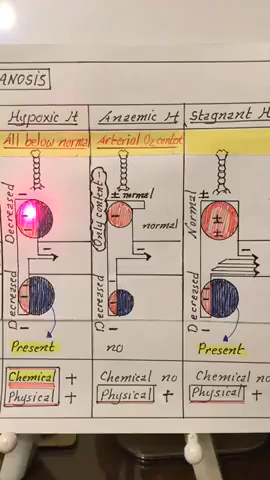 ANOSIS
Hypoxic H
Anaemic H
Stagnant H
All below normal
Arterial O2 content
Decreased
Only content -
± normal
normal
Normal
Decreased
Decreased
Decreased
Present
no
Present
Chemical +
Physical +
Chemical no
Physical +
Chemical no
Physical +